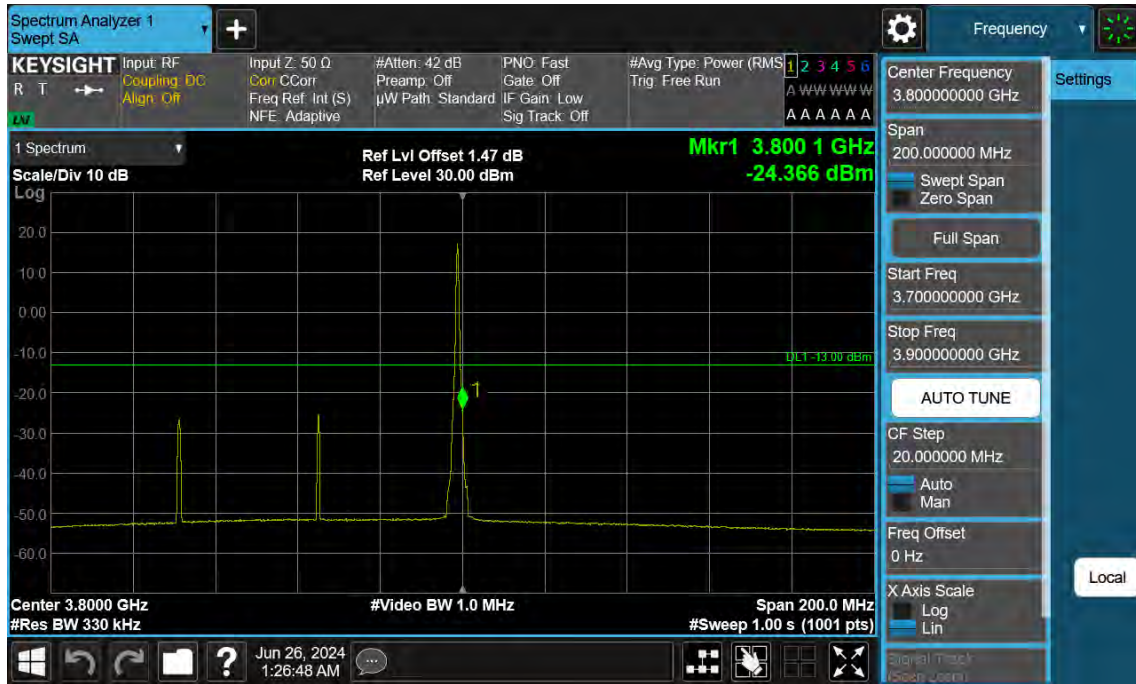 Spectrum Analyzer 1
Swept SA
+
Frequency
KEYSIGHT
R T
LXI
Input: RF
Coupling: DC
Align: Off
Input Z: 50 Ω
Corr CCorr
Freq Ref: Int (S)
NFE: Adaptive
#Atten: 42 dB
Preamp: Off
µW Path: Standard
PNO: Fast
Gate: Off
IF Gain: Low
Sig Track: Off
#Avg Type: Power (RMS
Trig: Free Run
1 2 3 4 5 6
A W W W W W
A A A A A A
1 Spectrum
Scale/Div 10 dB
Log
Ref Lvl Offset 1.47 dB
Ref Level 30.00 dBm
Mkr1 3.800 1 GHz
-24.366 dBm
20.0
10.0
0.00
-10.0
-20.0
-30.0
-40.0
-50.0
-60.0
DL1 -13.00 dBm
1
Center 3.8000 GHz
#Res BW 330 kHz
#Video BW 1.0 MHz
Span 200.0 MHz
#Sweep 1.00 s (1001 pts)
?
Jun 26, 2024
1:26:48 AM
Center Frequency
3.800000000 GHz
Span
200.000000 MHz
Swept Span
Zero Span
Full Span
Start Freq
3.700000000 GHz
Stop Freq
3.900000000 GHz
AUTO TUNE
CF Step
20.000000 MHz
Auto
Man
Freq Offset
0 Hz
X Axis Scale
Log
Lin
Signal Track
(Span Zoom)
Settings
Local